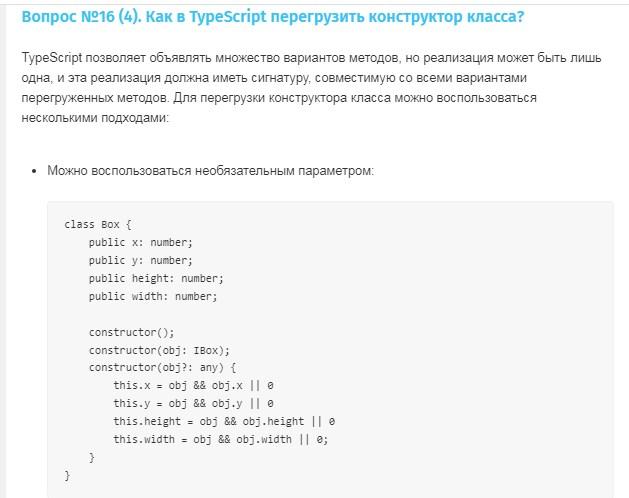 Вопрос №16 (4). Как в TypeScript перегрузить конструктор класса?
TypeScript позволяет объявлять множество вариантов методов, но реализация может быть лишь
одна, и эта реализация должна иметь сигнатуру, совместимую со всеми вариантами
перегруженных методов. Для перегрузки конструктора класса можно воспользоваться
несколькими подходами:
• Можно воспользоваться необязательным параметром:
class Box {
    public x: number;
    public y: number;
    public height: number;
    public width: number;
    constructor();
    constructor(obj: IBox);
    constructor(obj?: any) {
        this.x = obj && obj.x || 0
        this.y = obj && obj.y || 0
        this.height = obj && obj.height || 0
        this.width = obj && obj.width || 0;
    }
}